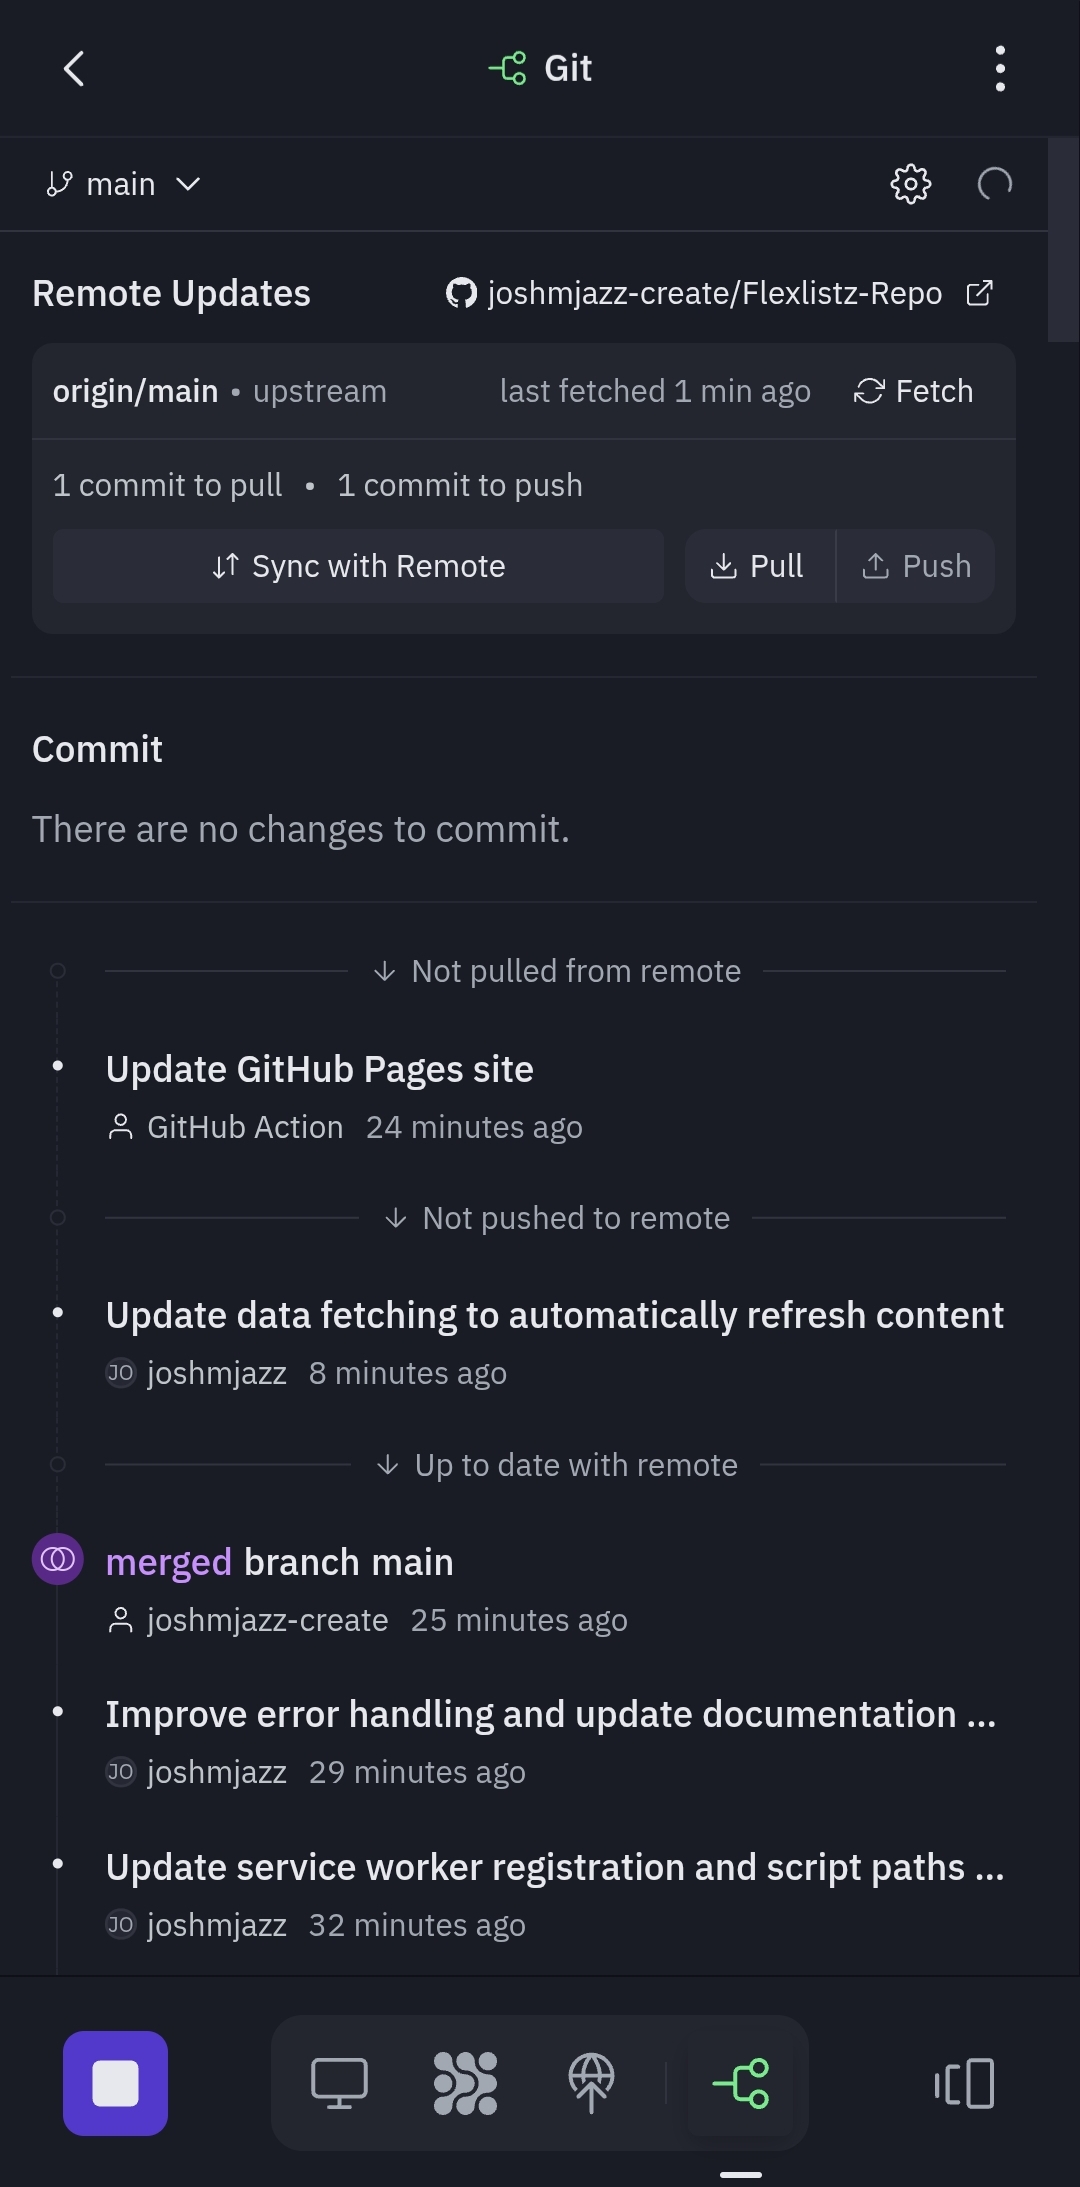 Git
main
Remote Updates joshmjazz-create/Flexlistz-Repo
origin/main • upstream last fetched 1 min ago Fetch
1 commit to pull • 1 commit to push
Sync with Remote Pull Push
Commit
There are no changes to commit.
↓ Not pulled from remote
Update GitHub Pages site
GitHub Action 24 minutes ago
↓ Not pushed to remote
Update data fetching to automatically refresh content
JO joshmjazz 8 minutes ago
↓ Up to date with remote
merged branch main
joshmjazz-create 25 minutes ago
Improve error handling and update documentation ...
JO joshmjazz 29 minutes ago
Update service worker registration and script paths ...
JO joshmjazz 32 minutes ago